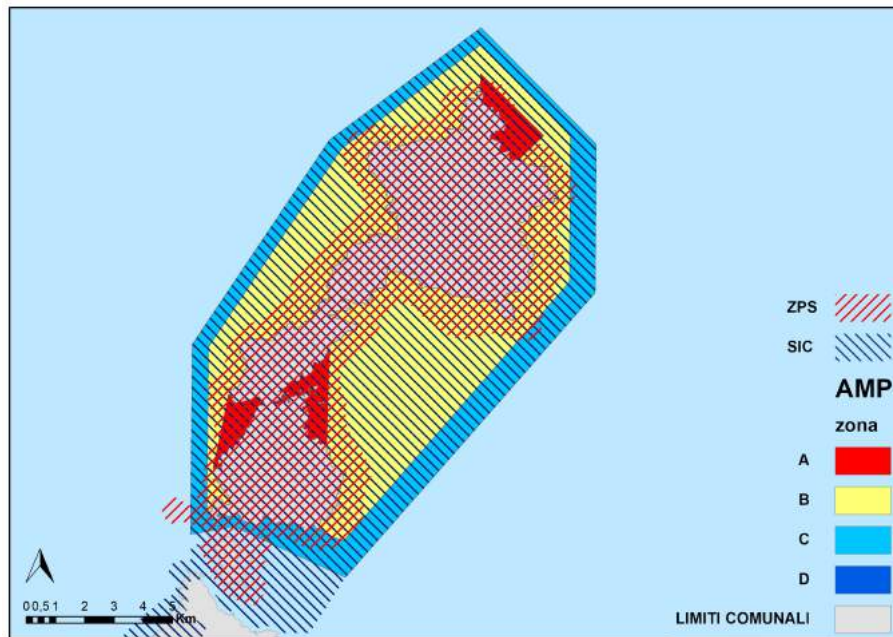 ZPS
SIC
AMP
zona
A
B
C
D
LIMITI COMUNALI
0 0,5 1 2 3 4 5
Km